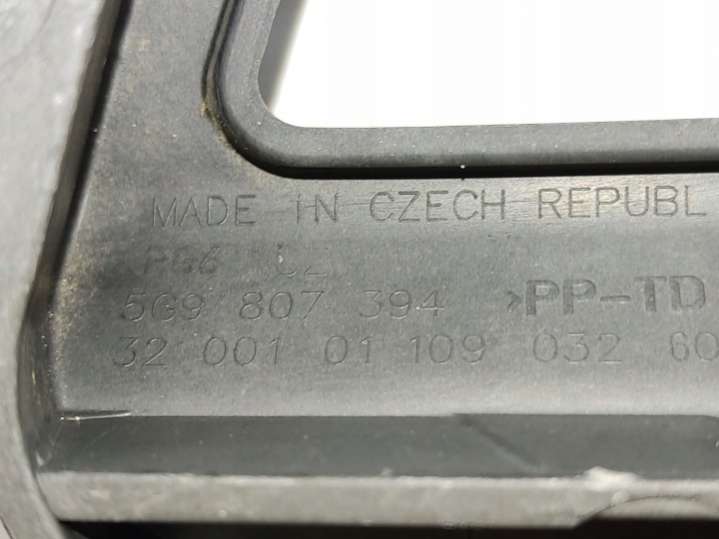 MADE IN CZECH REPUBL
5G9 807 394 >PP-TD
32 001 01 109 032 60